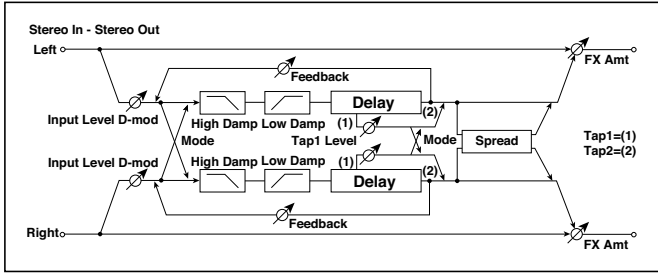 Stereo In - Stereo Out
Left
FX Amt
Feedback
Input Level D-mod
Delay
(2)
High Damp Low Damp
(1)
Mode
Tap1 Level
Mode
Spread
Tap1=(1)
Tap2=(2)
Input Level D-mod
High Damp Low Damp
(1)
Delay
(2)
Feedback
Right
FX Amt